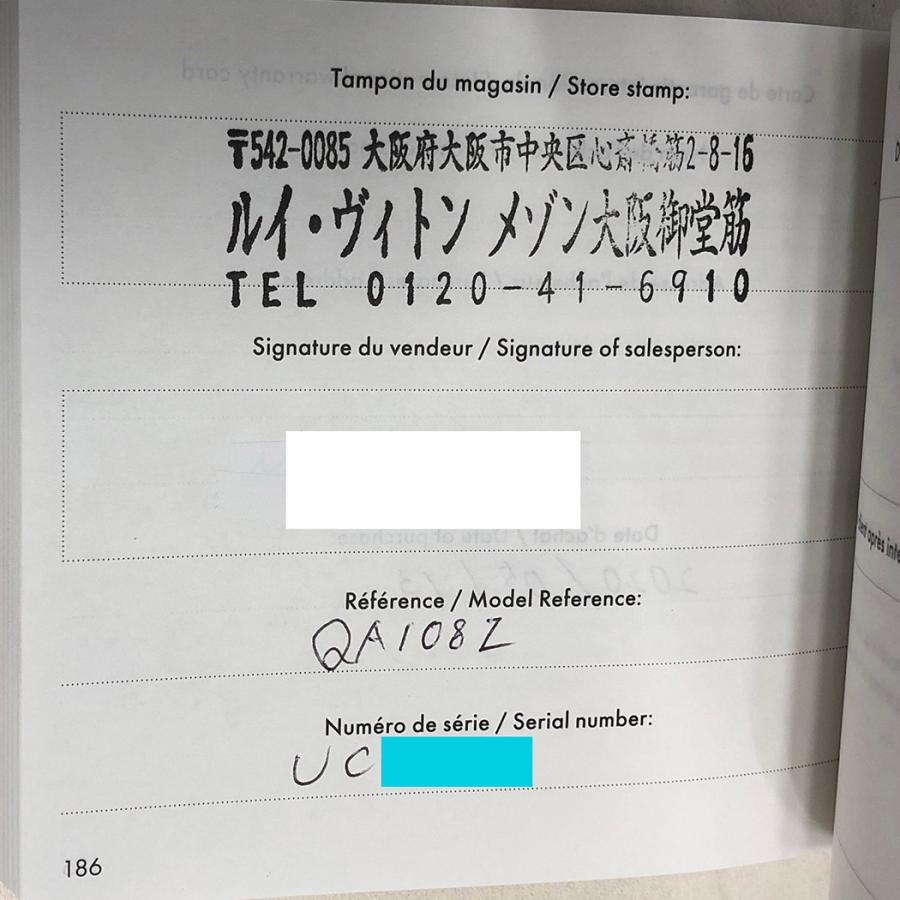 Tampon du magasin / Store stamp:
〒542-0085 大阪府大阪市中央区心斎橋筋2-8-16
ルイ・ヴィトン メゾン大阪御堂筋
TEL 0120-41-6910
Signature du vendeur / Signature of salesperson:
Référence / Model Reference:
QA108Z
Numéro de série / Serial number:
UC
186